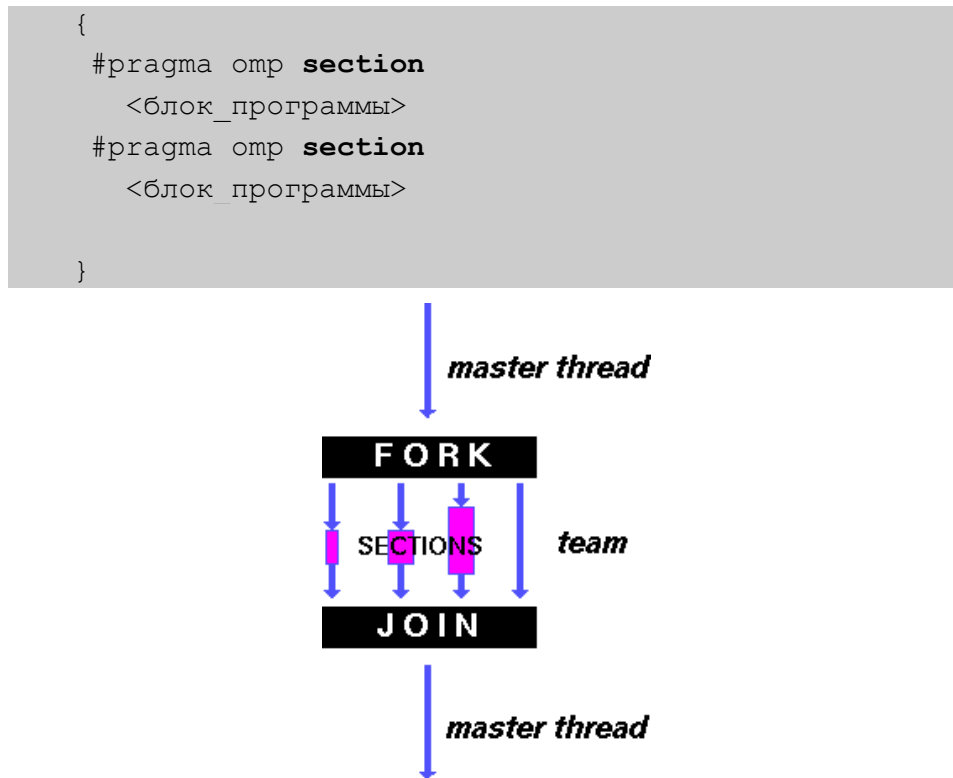 {
#pragma omp section
<блок_программы>
#pragma omp section
<блок_программы>
}
master thread
FORK
SECTIONS
team
JOIN
master thread